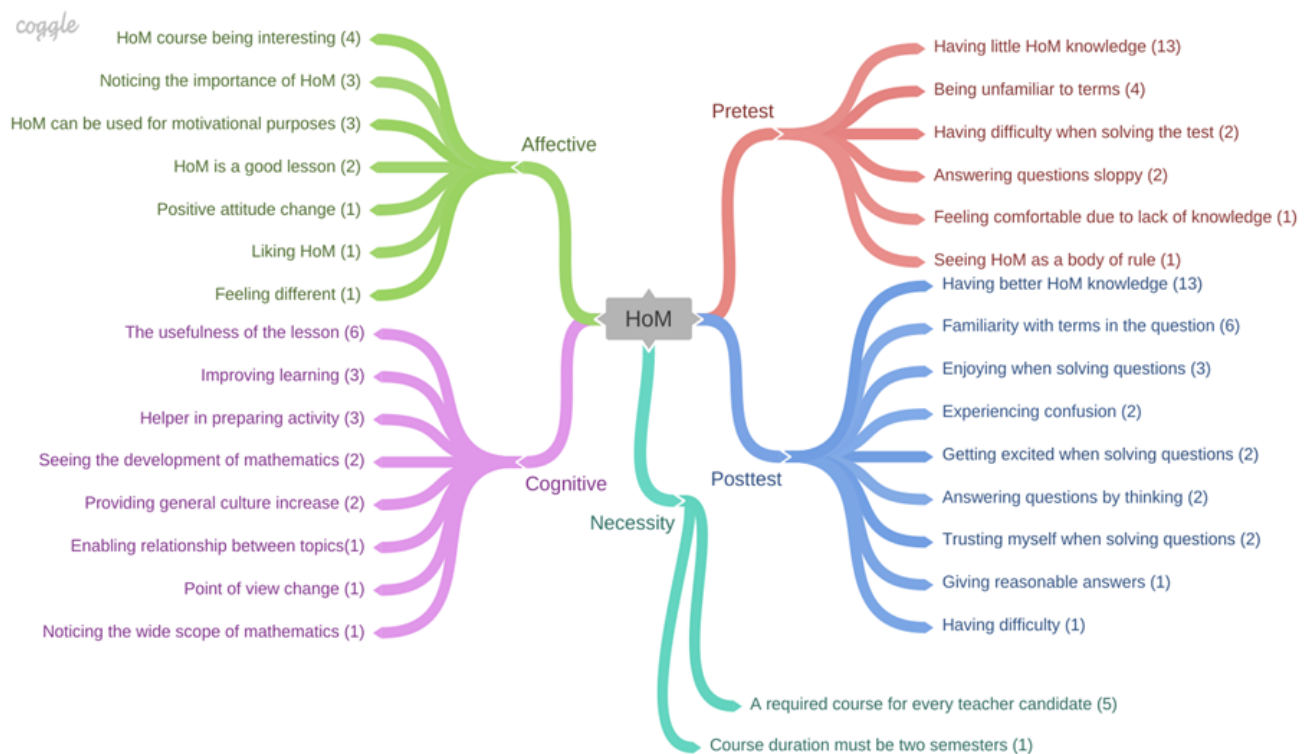 coggle
HoM course being interesting (4)
Noticing the importance of HoM (3)
HoM can be used for motivational purposes (3)
HoM is a good lesson (2)
Positive attitude change (1)
Liking HoM (1)
Feeling different (1)
Affective
The usefulness of the lesson (6)
Improving learning (3)
Helper in preparing activity (3)
Seeing the development of mathematics (2)
Providing general culture increase (2)
Enabling relationship between topics(1)
Point of view change (1)
Noticing the wide scope of mathematics (1)
Cognitive
HoM
Necessity
A required course for every teacher candidate (5)
Course duration must be two semesters (1)
Pretest
Having little HoM knowledge (13)
Being unfamiliar to terms (4)
Having difficulty when solving the test (2)
Answering questions sloppy (2)
Feeling comfortable due to lack of knowledge (1)
Seeing HoM as a body of rule (1)
Posttest
Having better HoM knowledge (13)
Familiarity with terms in the question (6)
Enjoying when solving questions (3)
Experiencing confusion (2)
Getting excited when solving questions (2)
Answering questions by thinking (2)
Trusting myself when solving questions (2)
Giving reasonable answers (1)
Having difficulty (1)